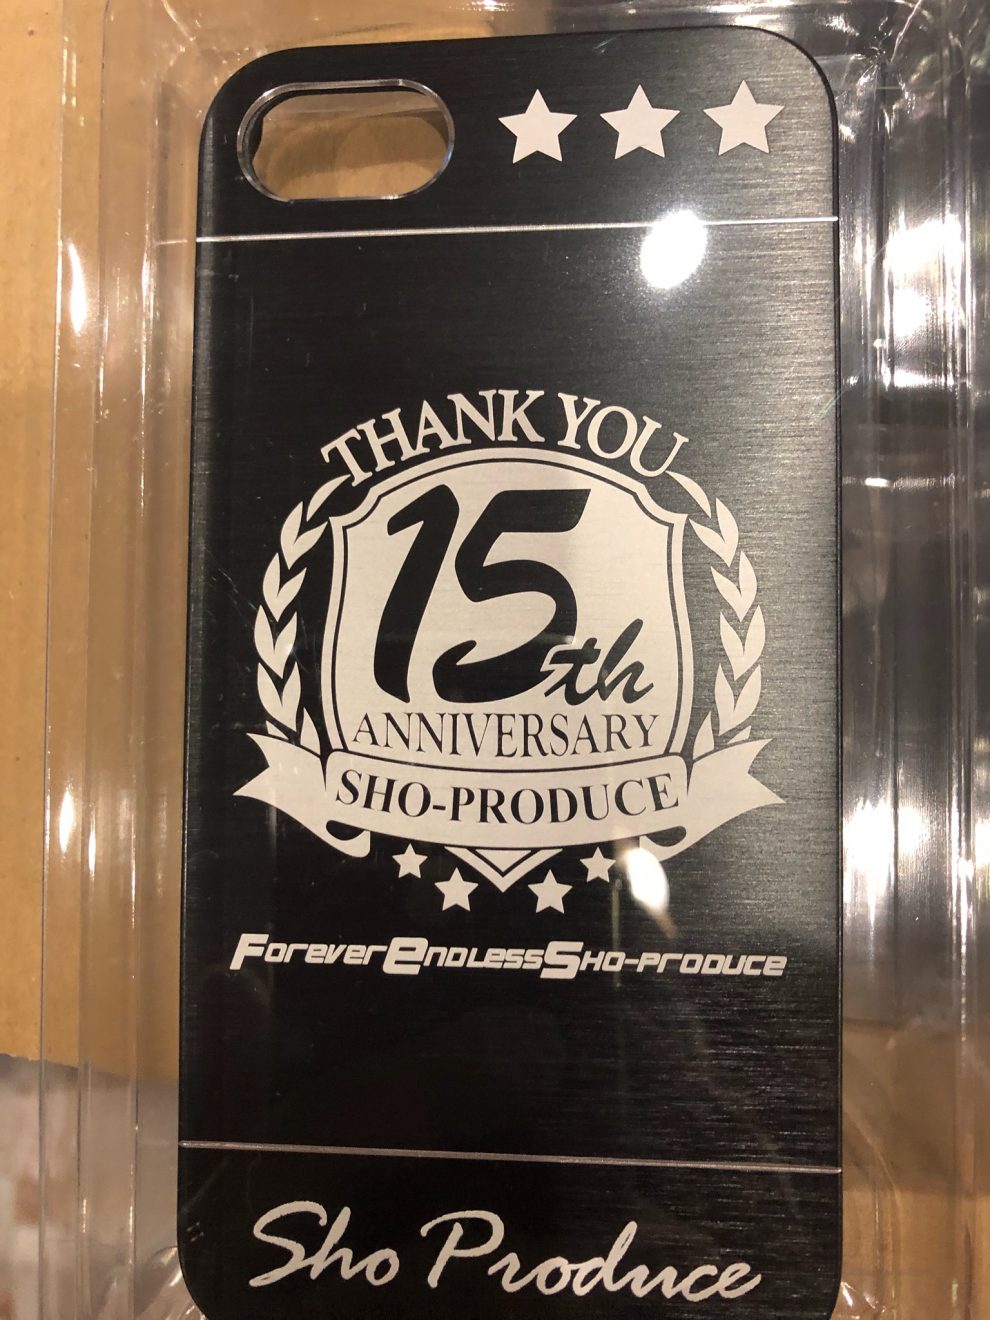 THANK YOU
15th
ANNIVERSARY
SHO-PRODUCE
ForeverEndlessSho-produce
Sho Produce